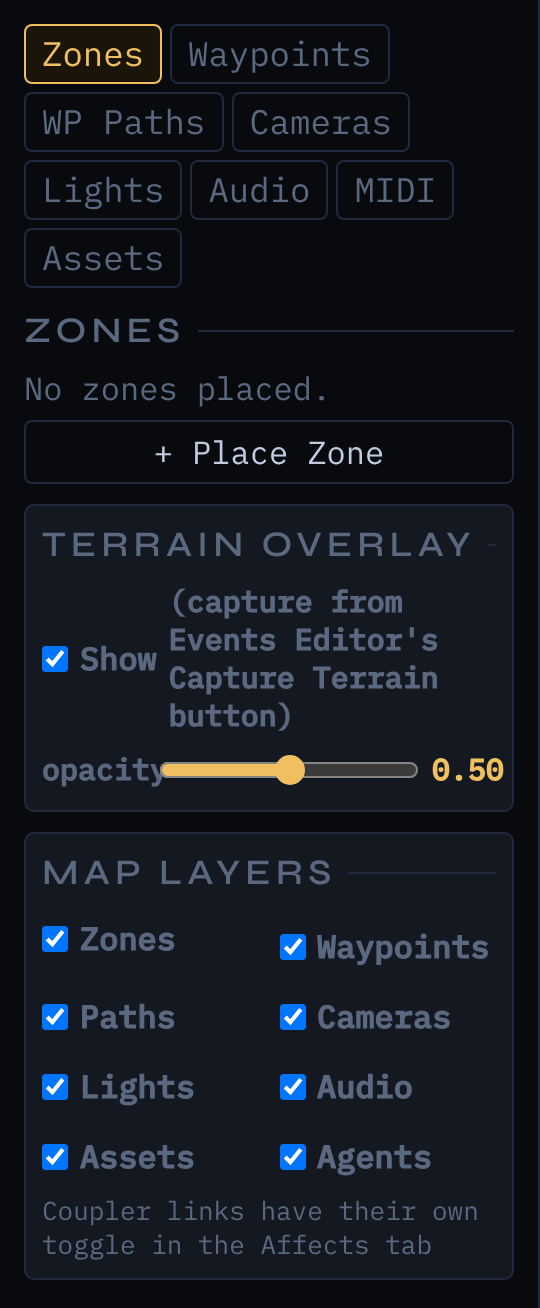 Zones Waypoints
WP Paths Cameras
Lights Audio MIDI
Assets
ZONES
No zones placed.
+ Place Zone
TERRAIN OVERLAY
Show
(capture from
Events Editor's
Capture Terrain
button)
opacity 0.50
MAP LAYERS
Zones Waypoints
Paths Cameras
Lights Audio
Assets Agents
Coupler links have their own
toggle in the Affects tab